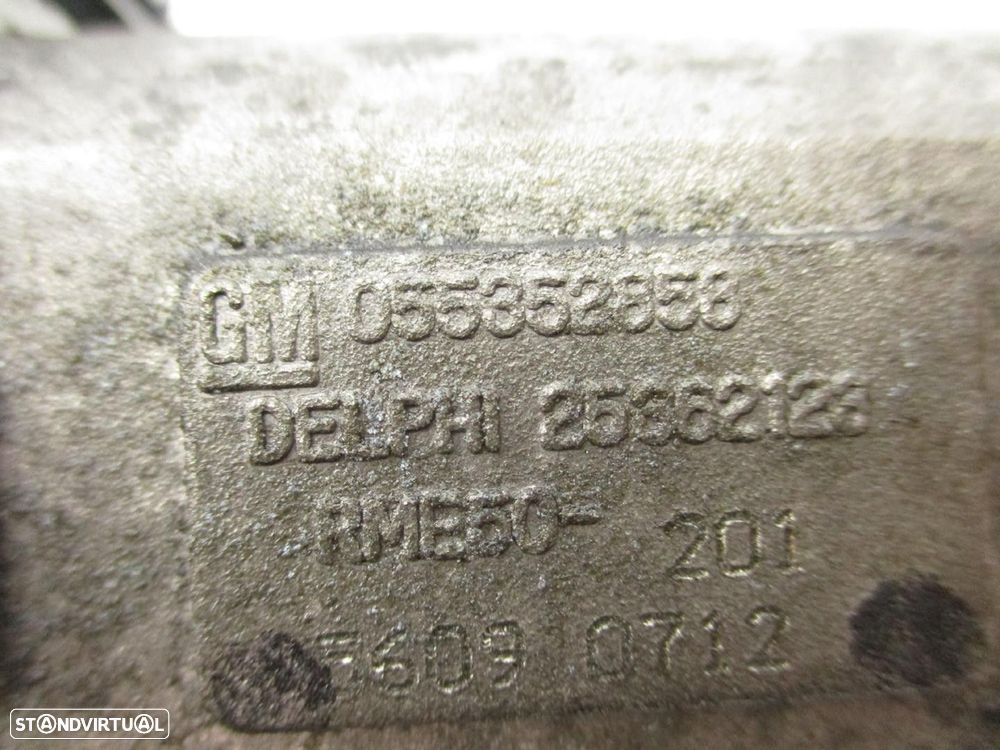 GM 055352858
DELPHI 25362123
RME50- 201
5609 0712
STANDVIRTUAL